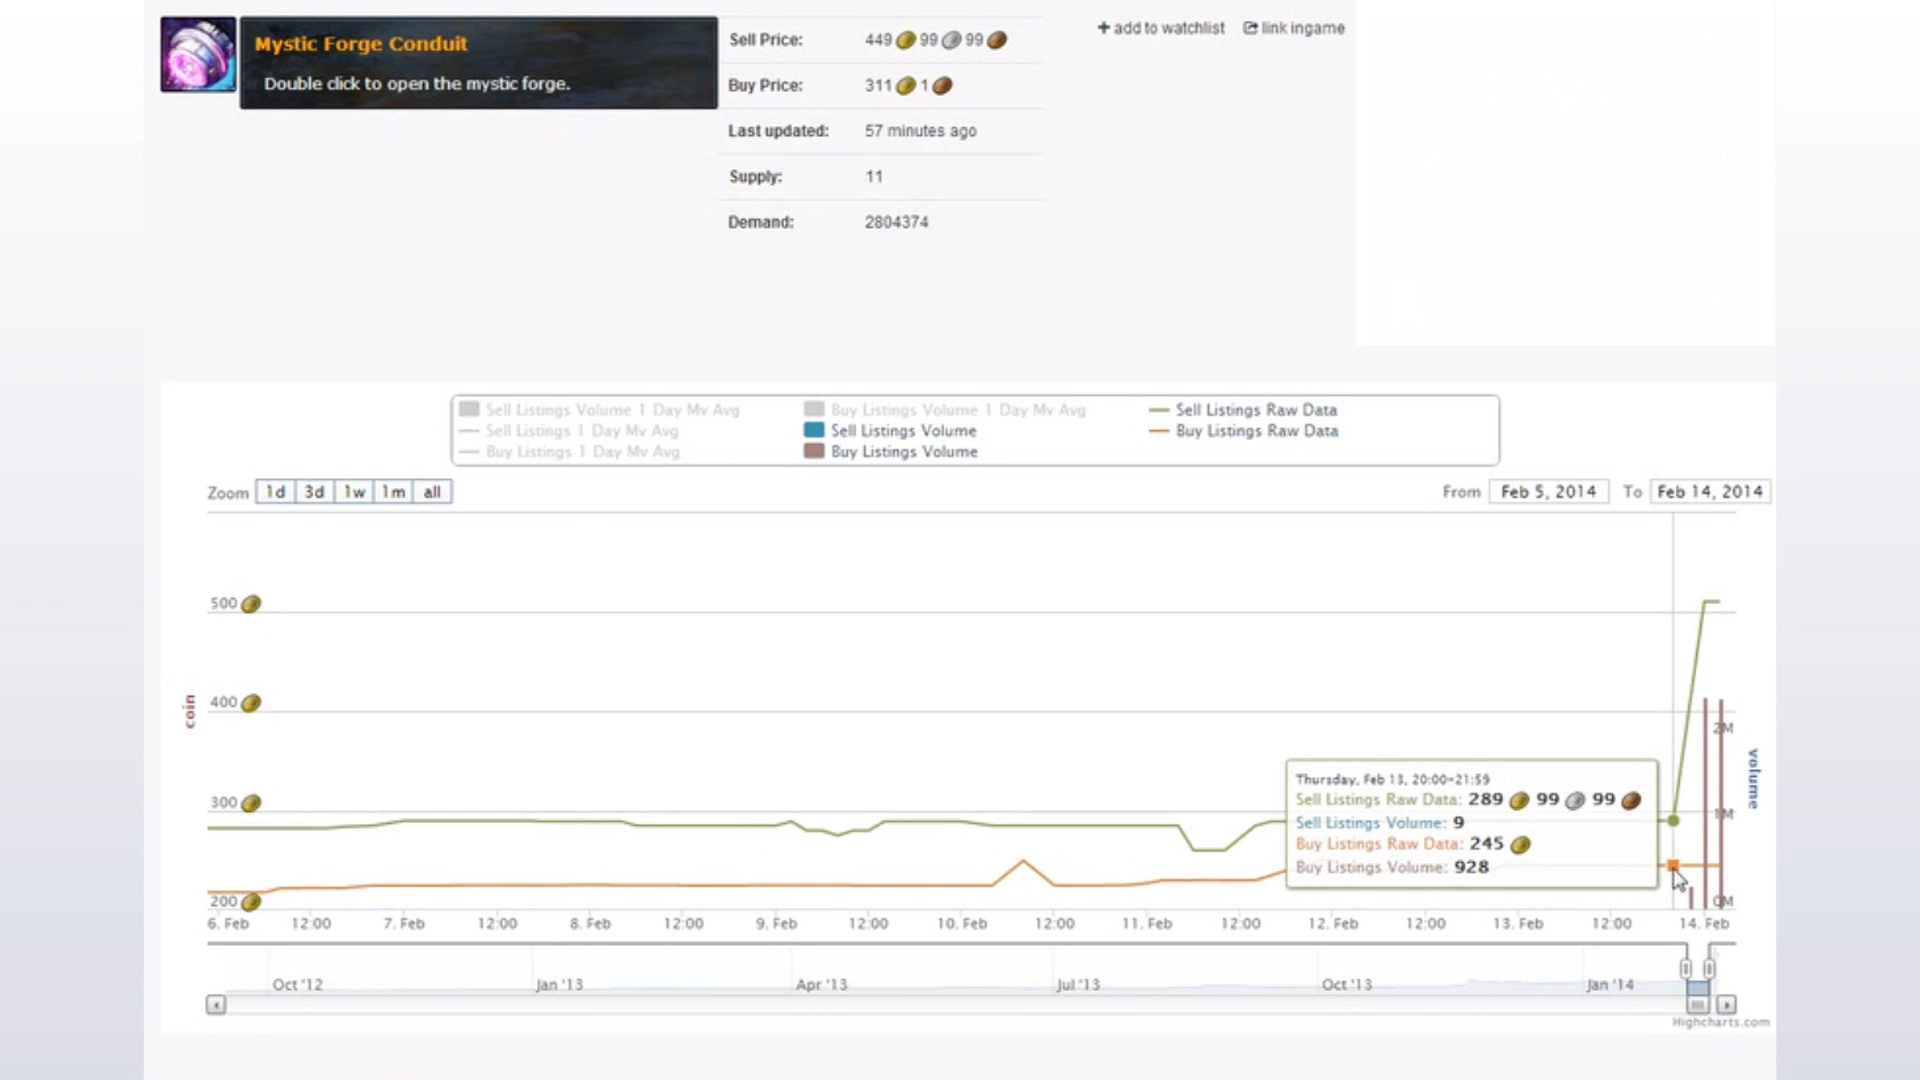 Mystic Forge Conduit
Double click to open the mystic forge.
Sell Price: 449 99 99
Buy Price: 311 1
Last updated: 57 minutes ago
Supply: 11
Demand: 2804374
+ add to watchlist link ingame
Sell Listings Volume 1 Day Mv Avg Buy Listings Volume 1 Day Mv Avg Sell Listings Raw Data
Sell Listings 1 Day Mv Avg Sell Listings Volume Buy Listings Raw Data
Buy Listings 1 Day Mv Avg Buy Listings Volume
Zoom 1d 3d 1w 1m all From Feb 5, 2014 To Feb 14, 2014
500
400
300
200
coin
2M
1M
0M
volume
Thursday, Feb 13, 20:00-21:59
Sell Listings Raw Data: 289 99 99
Sell Listings Volume: 9
Buy Listings Raw Data: 245
Buy Listings Volume: 928
6. Feb 12:00 7. Feb 12:00 8. Feb 12:00 9. Feb 12:00 10. Feb 12:00 11. Feb 12:00 12. Feb 12:00 13. Feb 12:00 14. Feb
Oct '12 Jan '13 Apr '13 Jul '13 Oct '13 Jan '14
Highcharts.com